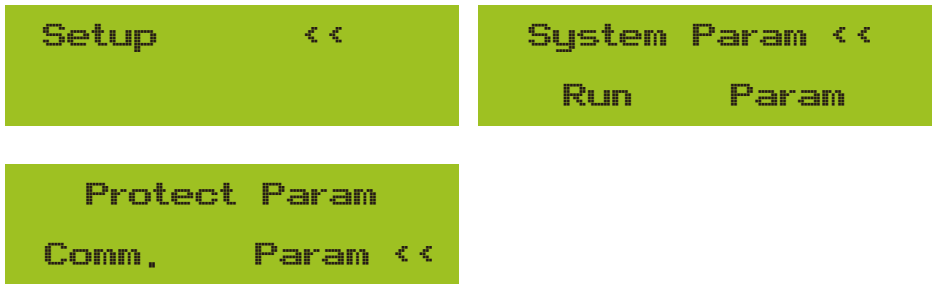 Setup <<
System Param <<
Run Param
Protect Param
Comm. Param <<